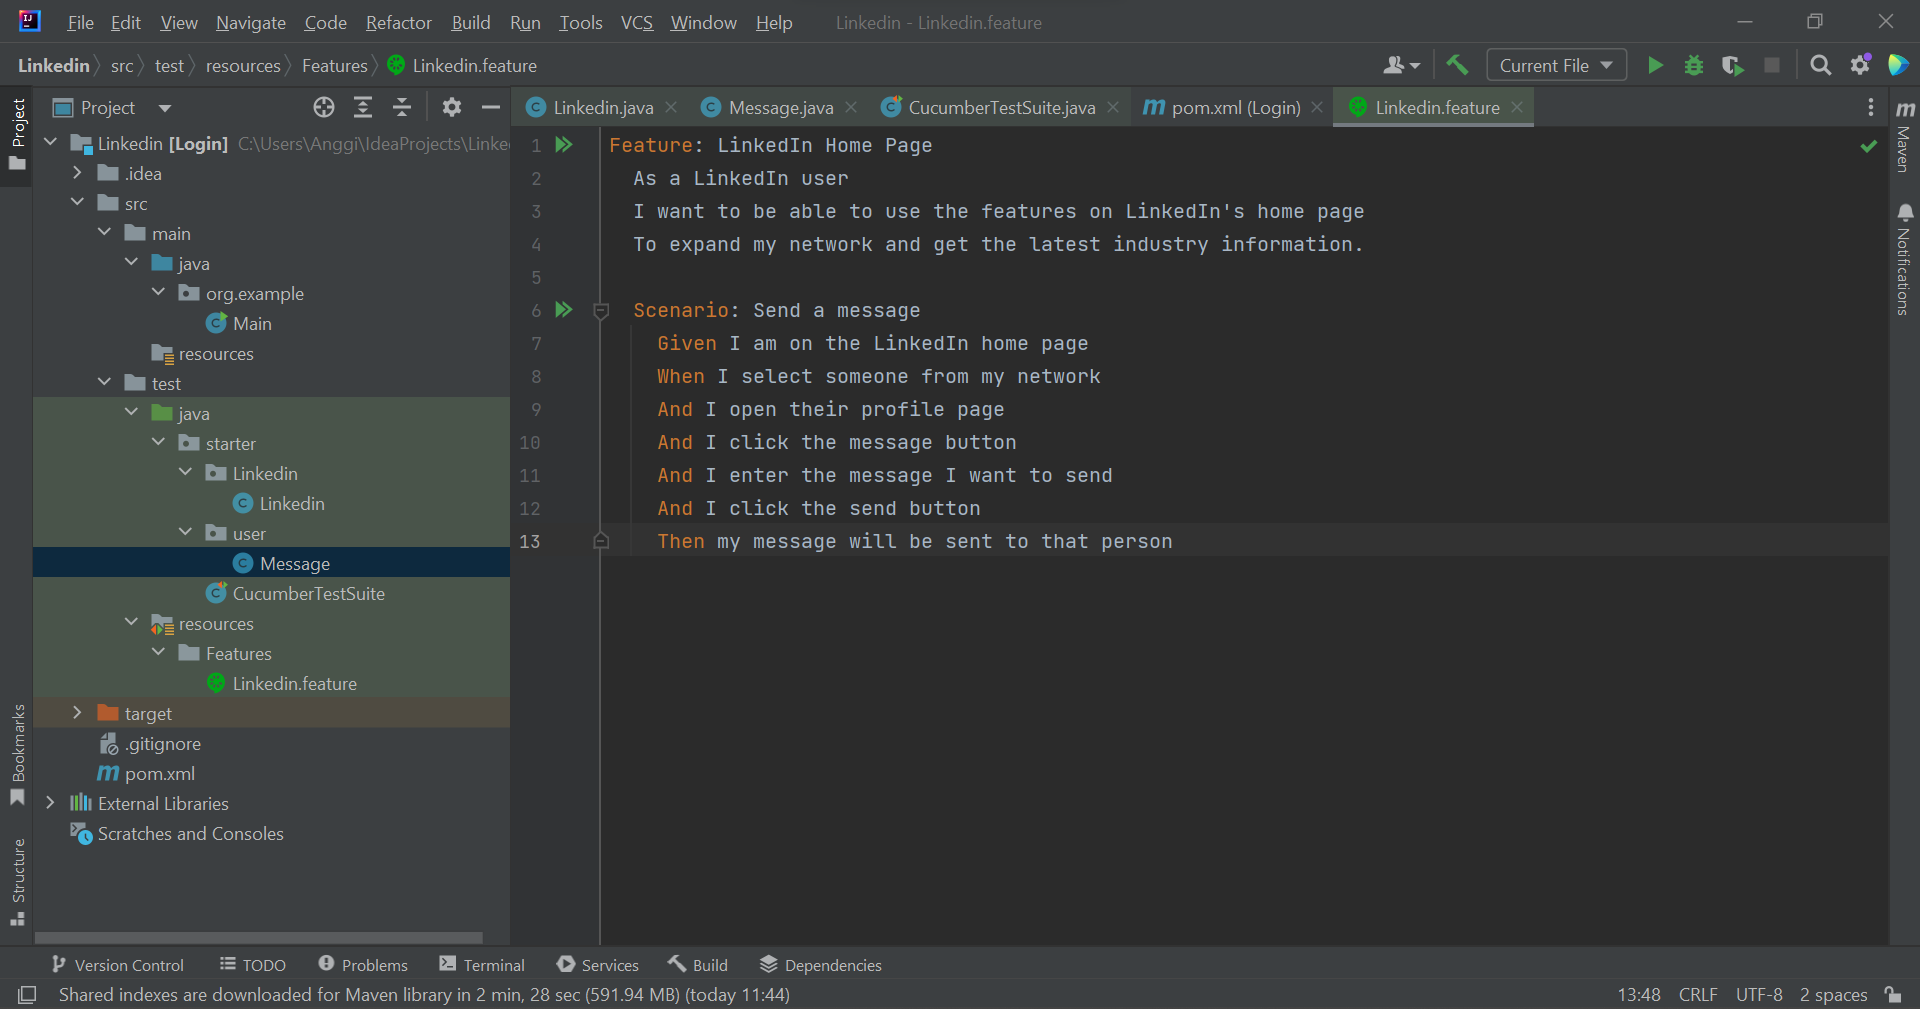 File Edit View Navigate Code Refactor Build Run Tools VCS Window Help Linkedin - Linkedin.feature
Linkedin src test resources Features Linkedin.feature Current File
Project
Project
Linkedin.java Message.java CucumberTestSuite.java pom.xml (Login) Linkedin.feature
Linkedin [Login] C:\Users\Anggi\IdeaProjects\Linke
.idea
src
main
java
org.example
Main
resources
test
java
starter
Linkedin
Linkedin
user
Message
CucumberTestSuite
resources
Features
Linkedin.feature
target
.gitignore
pom.xml
External Libraries
Scratches and Consoles
1 Feature: LinkedIn Home Page
2 As a LinkedIn user
3 I want to be able to use the features on LinkedIn's home page
4 To expand my network and get the latest industry information.
5
6 Scenario: Send a message
7 Given I am on the LinkedIn home page
8 When I select someone from my network
9 And I open their profile page
10 And I click the message button
11 And I enter the message I want to send
12 And I click the send button
13 Then my message will be sent to that person
Maven
Notifications
Bookmarks
Structure
Version Control TODO Problems Terminal Services Build Dependencies
Shared indexes are downloaded for Maven library in 2 min, 28 sec (591.94 MB) (today 11:44) 13:48 CRLF UTF-8 2 spaces